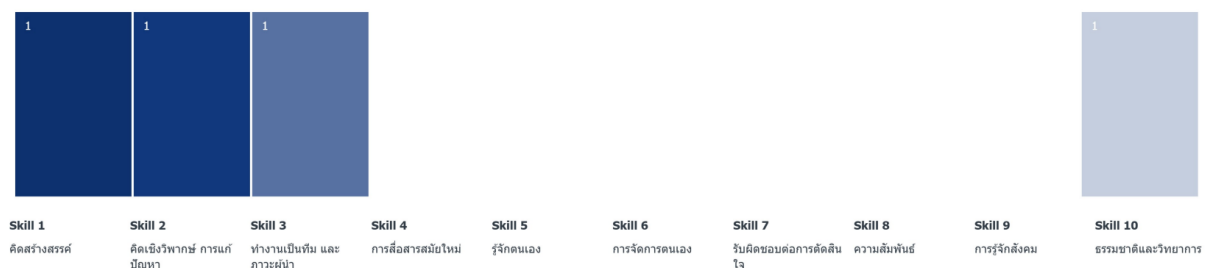 1 1 1 1
Skill 1 Skill 2 Skill 3 Skill 4 Skill 5 Skill 6 Skill 7 Skill 8 Skill 9 Skill 10
คิดสร้างสรรค์ คิดเชิงวิพากษ์ การแก้ ทำงานเป็นทีม และ การสื่อสารสมัยใหม่ รู้จักตนเอง การจัดการตนเอง รับผิดชอบต่อการตัดสิน ความสัมพันธ์ การรู้จักสังคม ธรรมชาติและวิทยาการ
ปัญหา ภาวะผู้นำ ใจ